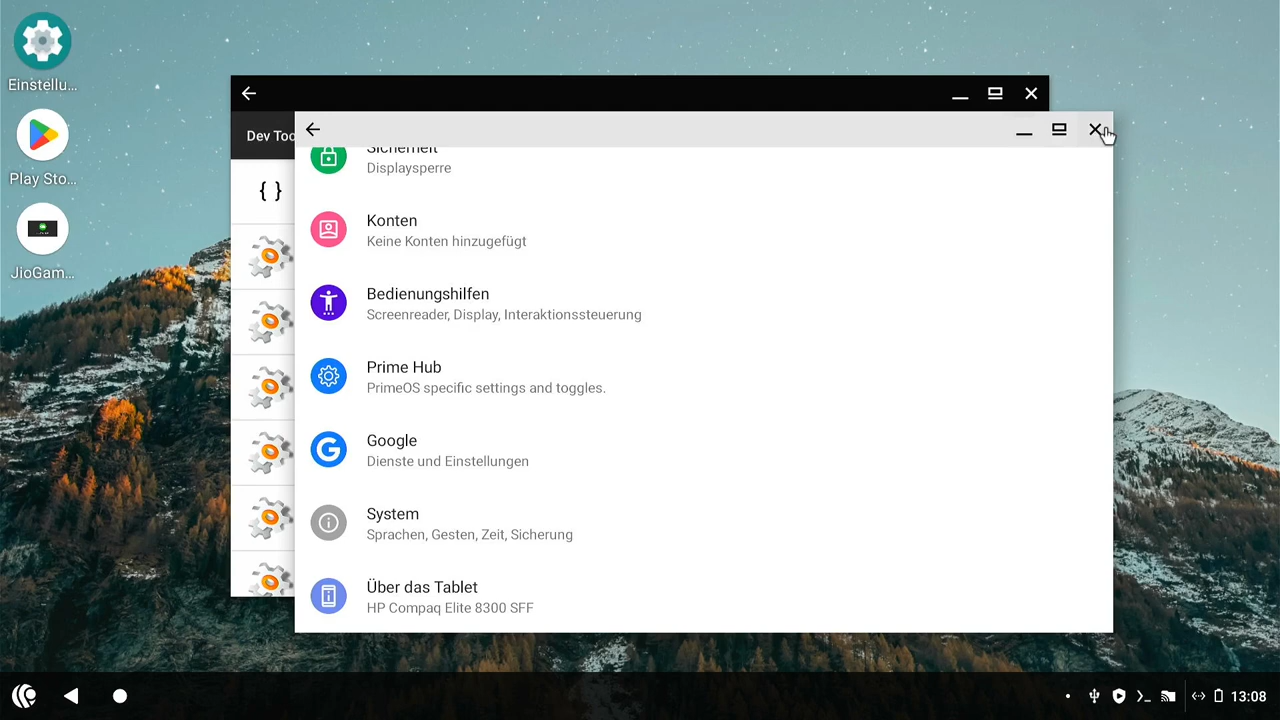 Einstellu...
Play Sto...
JioGam...
Dev Too
Sicherheit
Displaysperre
Konten
Keine Konten hinzugefügt
Bedienungshilfen
Screenreader, Display, Interaktionssteuerung
Prime Hub
PrimeOS specific settings and toggles.
Google
Dienste und Einstellungen
System
Sprachen, Gesten, Zeit, Sicherung
Über das Tablet
HP Compaq Elite 8300 SFF
13:08